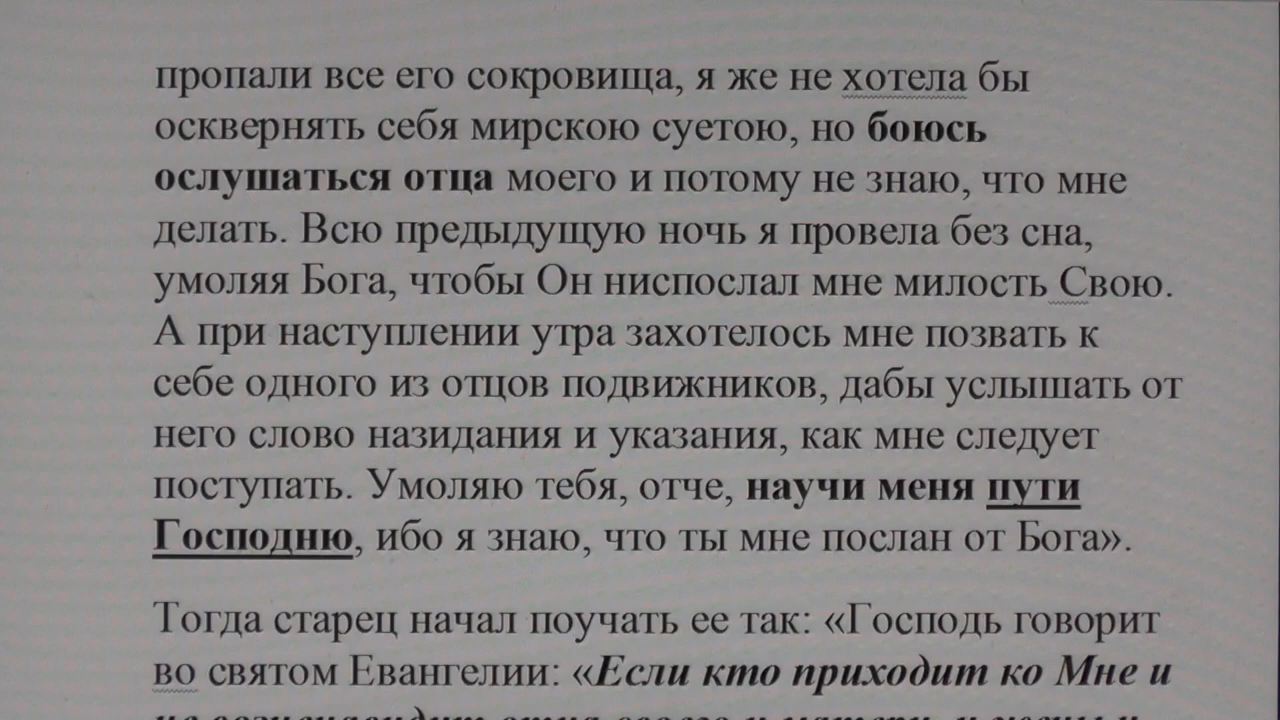 пропали все его сокровища, я же не хотела бы
осквернять себя мирскою суетою, но боюсь
ослушаться отца моего и потому не знаю, что мне
делать. Всю предыдущую ночь я провела без сна,
умоляя Бога, чтобы Он ниспослал мне милость Свою.
А при наступлении утра захотелось мне позвать к
себе одного из отцов подвижников, дабы услышать от
него слово назидания и указания, как мне следует
поступать. Умоляю тебя, отче, научи меня пути
Господню, ибо я знаю, что ты мне послан от Бога».
Тогда старец начал поучать ее так: «Господь говорит
во святом Евангелии: «Если кто приходит ко Мне и